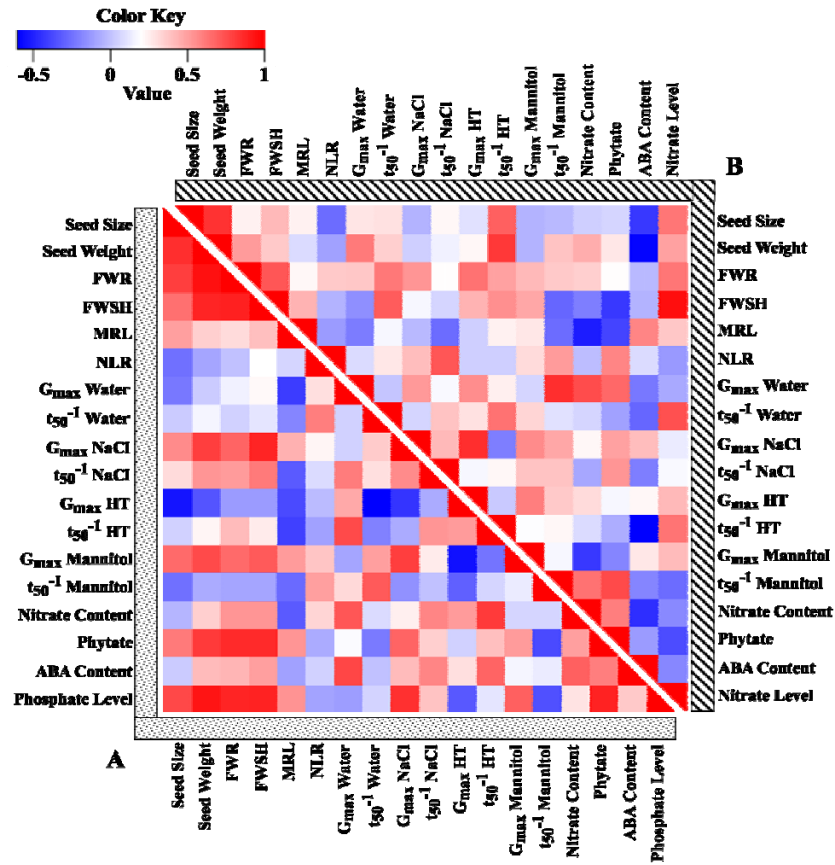 Color Key
-0.5 0 0.5 1
Value
Seed Size
Seed Weight
FWR
FWSH
MRL
NLR
Gmax Water
t50⁻¹ Water
Gmax NaCl
t50⁻¹ NaCl
Gmax HT
t50⁻¹ HT
Gmax Mannitol
t50⁻¹ Mannitol
Nitrate Content
Phytate
ABA Content
Nitrate Level
B
Seed Size
Seed Weight
FWR
FWSH
MRL
NLR
Gmax Water
t50⁻¹ Water
Gmax NaCl
t50⁻¹ NaCl
Gmax HT
t50⁻¹ HT
Gmax Mannitol
t50⁻¹ Mannitol
Nitrate Content
Phytate
ABA Content
Phosphate Level
Seed Size
Seed Weight
FWR
FWSH
MRL
NLR
Gmax Water
t50⁻¹ Water
Gmax NaCl
t50⁻¹ NaCl
Gmax HT
t50⁻¹ HT
Gmax Mannitol
t50⁻¹ Mannitol
Nitrate Content
Phytate
ABA Content
Nitrate Level
A
Seed Size
Seed Weight
FWR
FWSH
MRL
NLR
Gmax Water
t50⁻¹ Water
Gmax NaCl
t50⁻¹ NaCl
Gmax HT
t50⁻¹ HT
Gmax Mannitol
t50⁻¹ Mannitol
Nitrate Content
Phytate
ABA Content
Phosphate Level